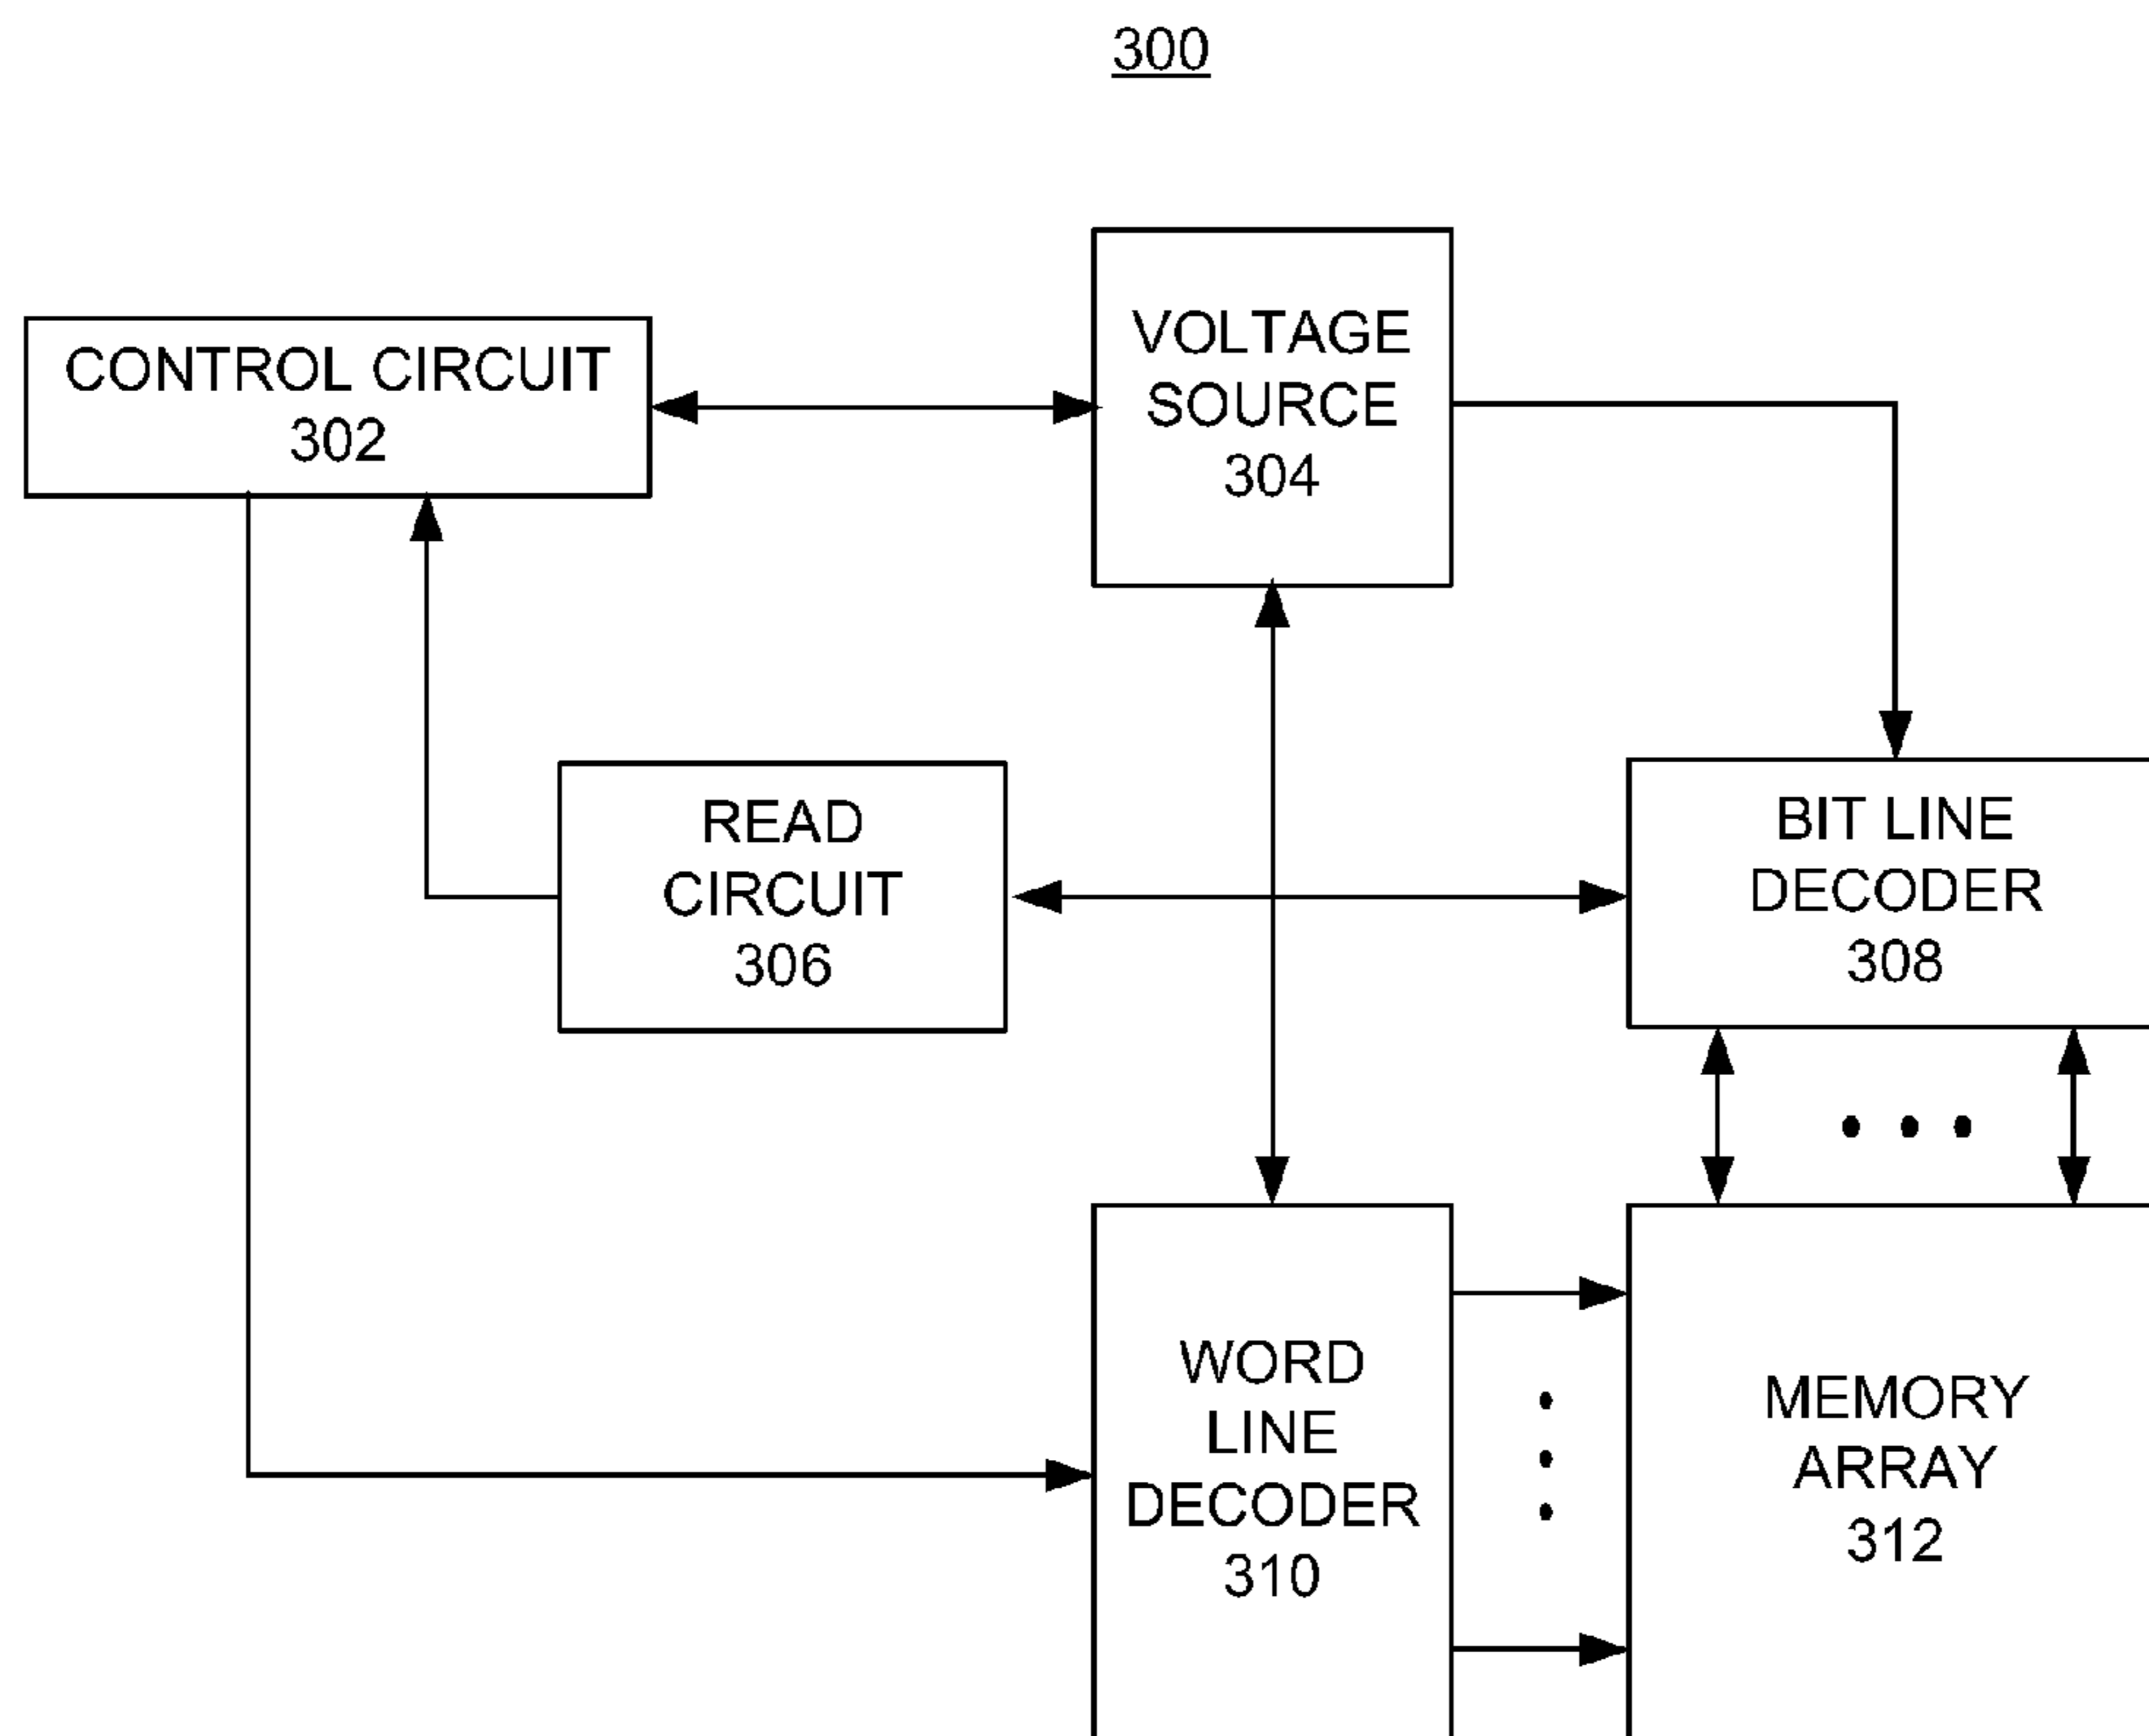 300
CONTROL CIRCUIT
302
VOLTAGE
SOURCE
304
READ
CIRCUIT
306
BIT LINE
DECODER
308
WORD
LINE
DECODER
310
MEMORY
ARRAY
312